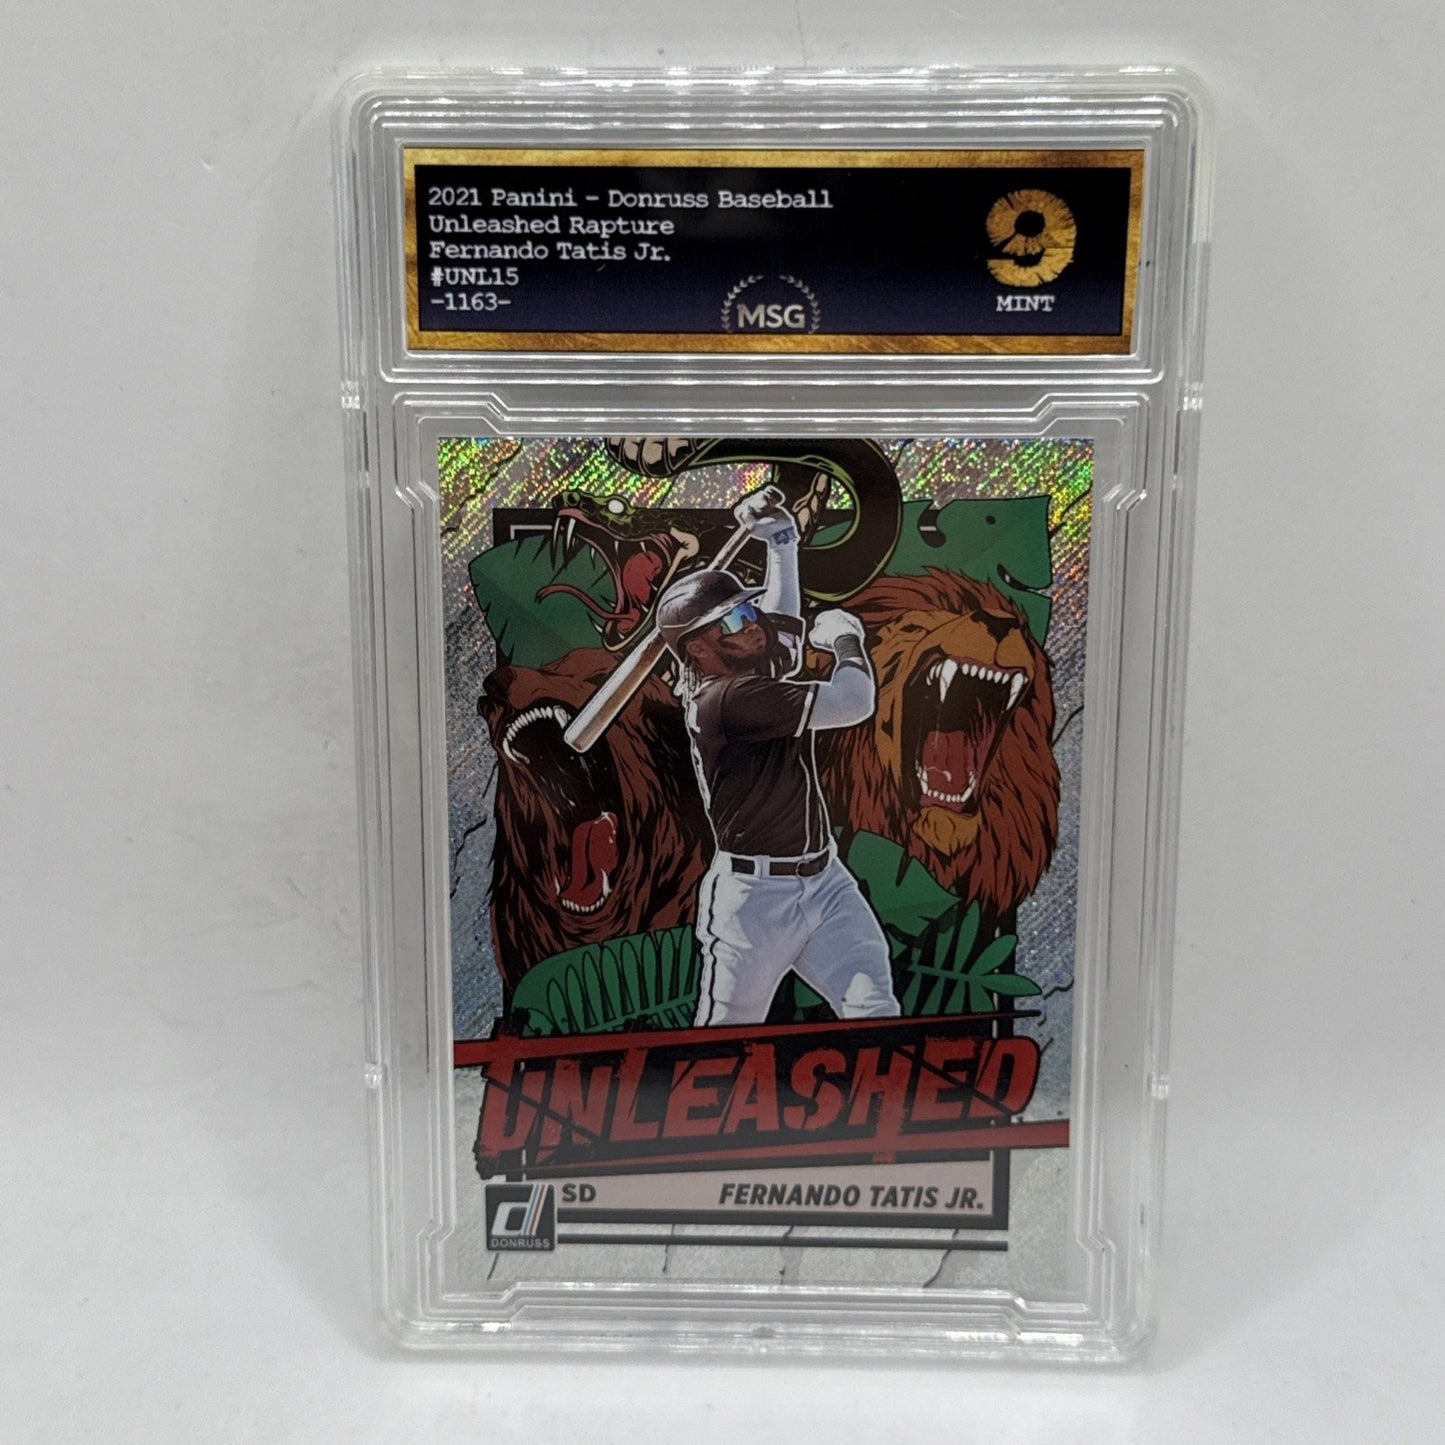 2021 Panini - Donruss Baseball
Unleashed Rapture
Fernando Tatis Jr.
#UNL15
-1163-
9
MINT
MSG
UNLEASHED
SD
FERNANDO TATIS JR.
DONRUSS